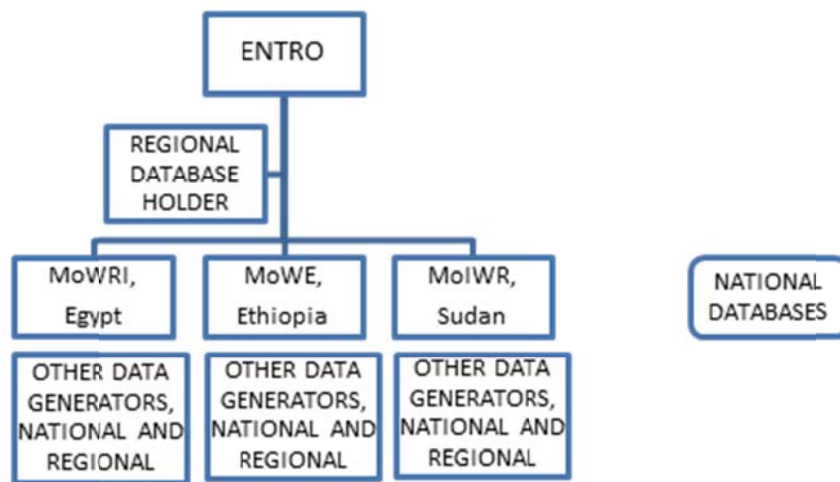 ENTRO
REGIONAL
DATABASE
HOLDER
MoWRI,
Egypt
MoWE,
Ethiopia
MoIWR,
Sudan
NATIONAL
DATABASES
OTHER DATA
GENERATORS,
NATIONAL AND
REGIONAL
OTHER DATA
GENERATORS,
NATIONAL AND
REGIONAL
OTHER DATA
GENERATORS,
NATIONAL AND
REGIONAL